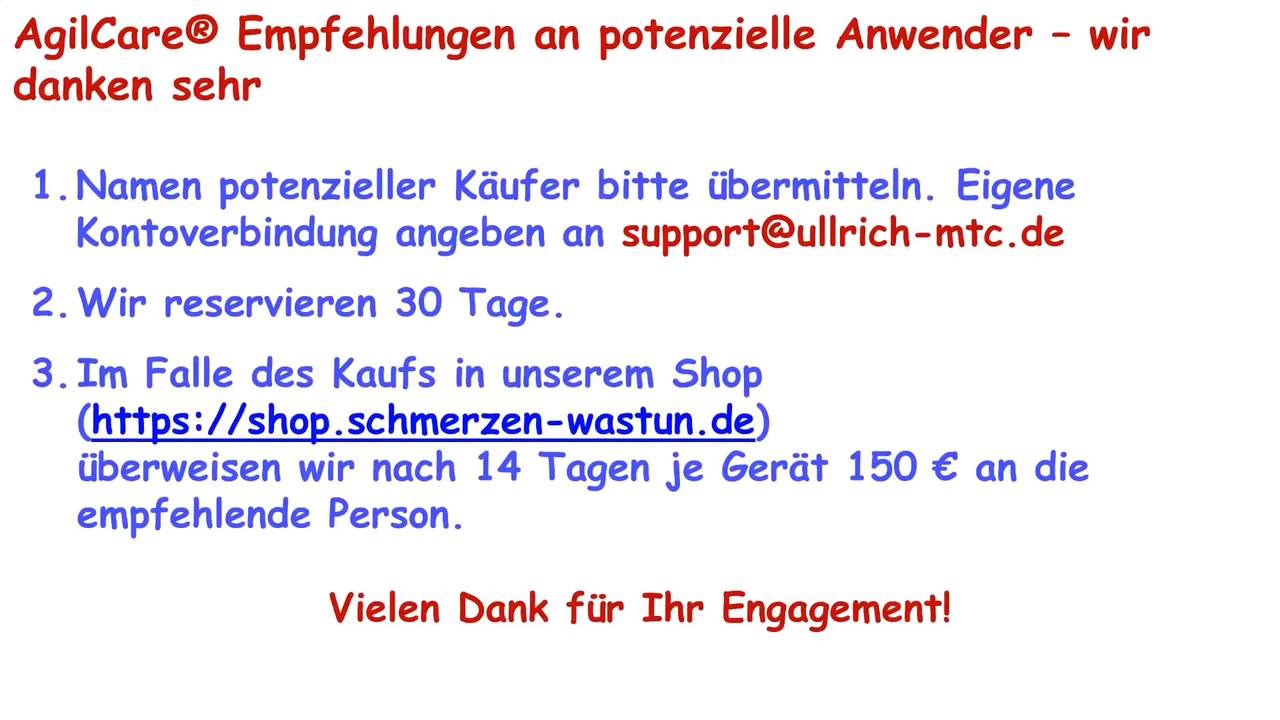 AgilCare® Empfehlungen an potenzielle Anwender – wir
danken sehr
1. Namen potenzieller Käufer bitte übermitteln. Eigene
Kontoverbindung angeben an support@ullrich-mtc.de
2. Wir reservieren 30 Tage.
3. Im Falle des Kaufs in unserem Shop
(https://shop.schmerzen-wastun.de)
überweisen wir nach 14 Tagen je Gerät 150 € an die
empfehlende Person.
Vielen Dank für Ihr Engagement!